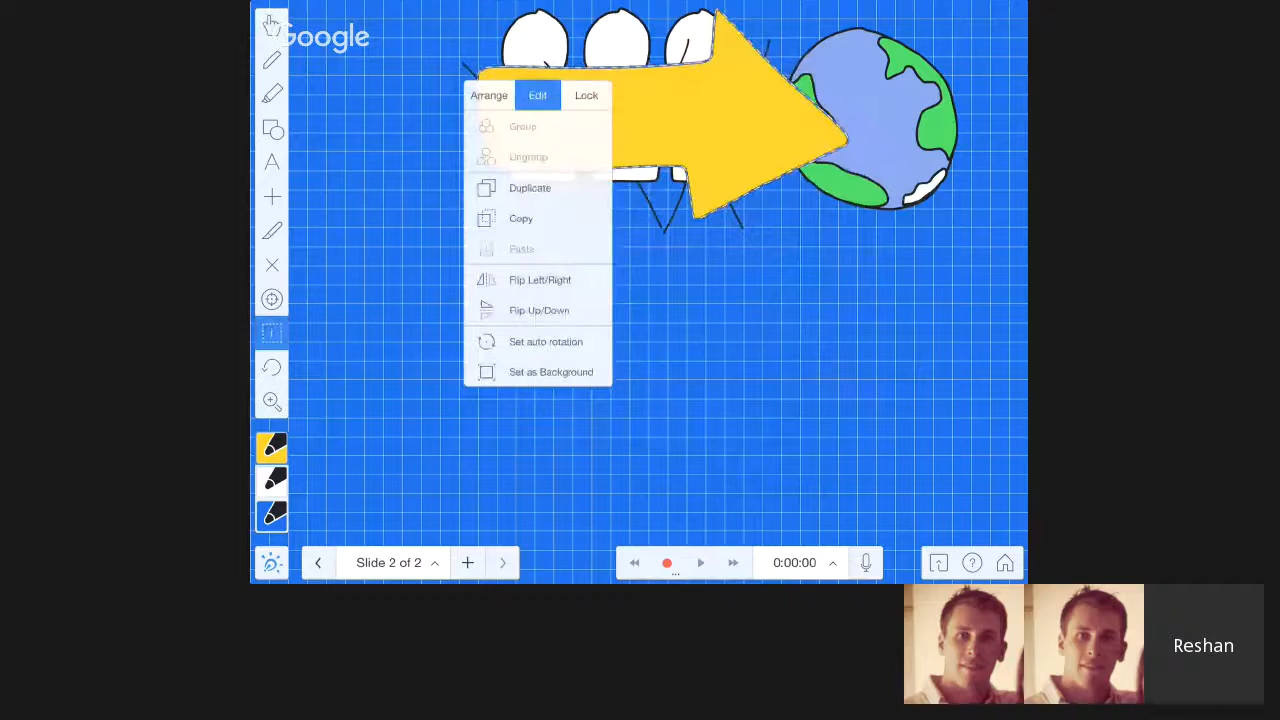 Google
Arrange Edit Lock
Group
Ungroup
Duplicate
Copy
Paste
Flip Left/Right
Flip Up/Down
Set auto rotation
Set as Background
A
Slide 2 of 2
0:00:00
?
Reshan